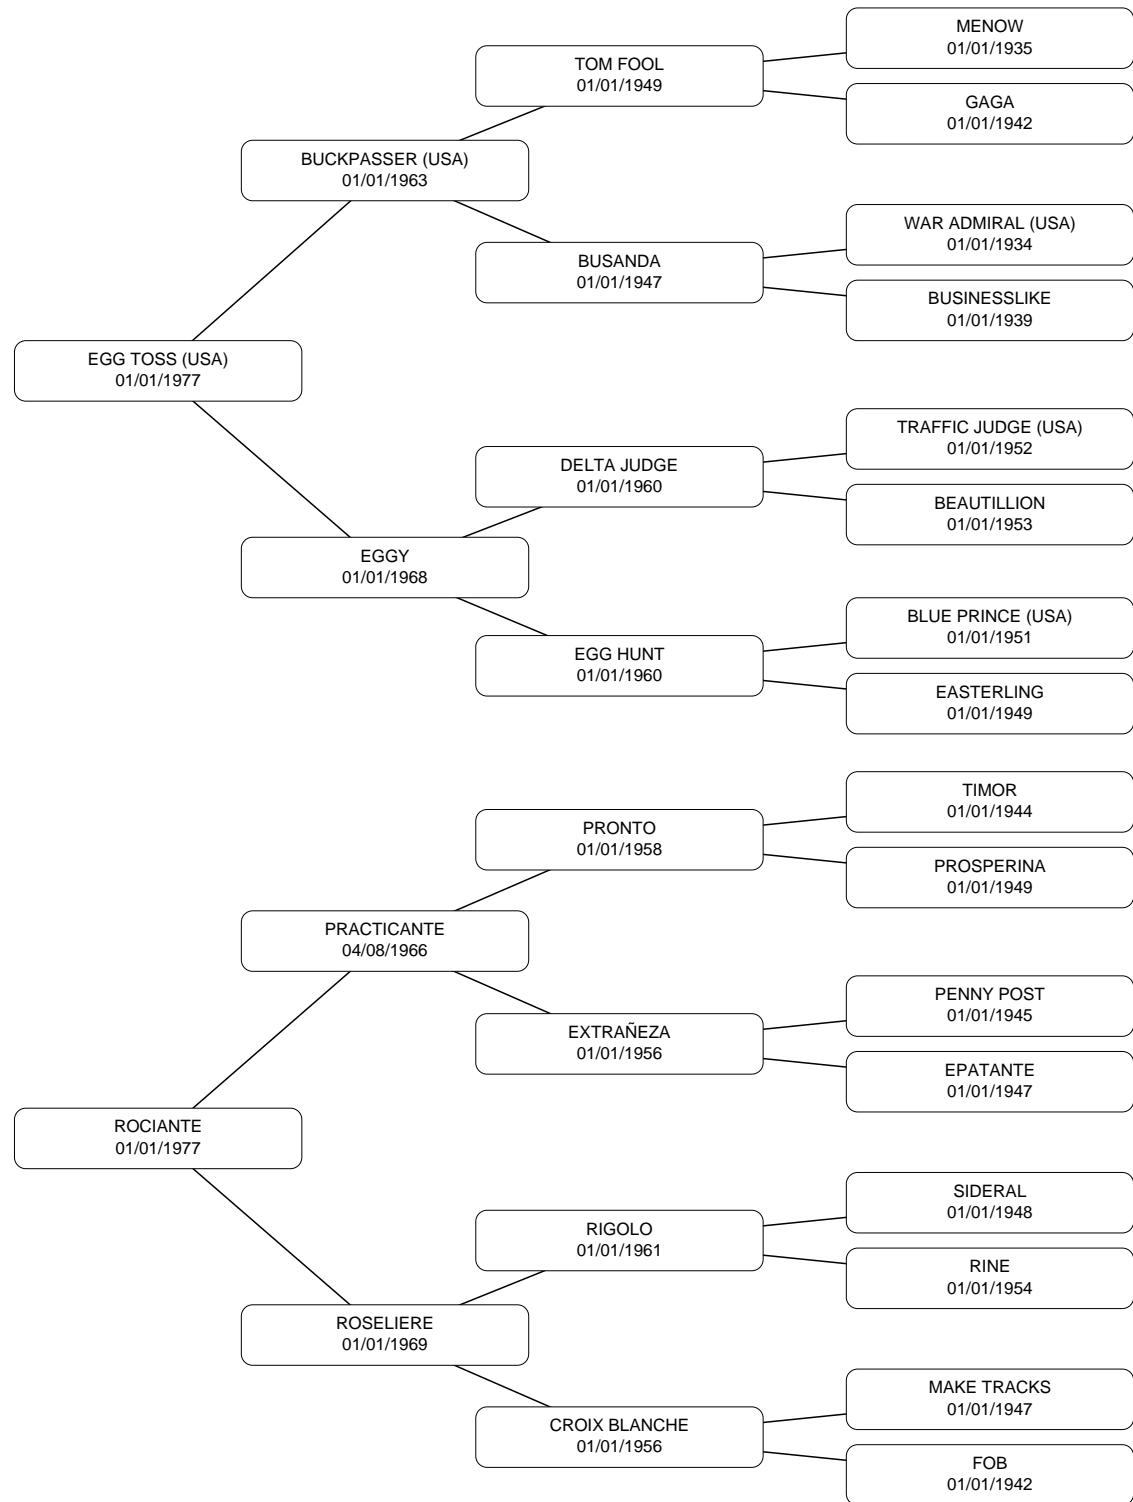 MENOW
01/01/1935
TOM FOOL
01/01/1949
GAGA
01/01/1942
BUCKPASSER (USA)
01/01/1963
WAR ADMIRAL (USA)
01/01/1934
BUSANDA
01/01/1947
BUSINESSLIKE
01/01/1939
EGG TOSS (USA)
01/01/1977
TRAFFIC JUDGE (USA)
01/01/1952
DELTA JUDGE
01/01/1960
BEAUTILLION
01/01/1953
EGGY
01/01/1968
BLUE PRINCE (USA)
01/01/1951
EGG HUNT
01/01/1960
EASTERLING
01/01/1949
TIMOR
01/01/1944
PRONTO
01/01/1958
PROSPERINA
01/01/1949
PRACTICANTE
04/08/1966
PENNY POST
01/01/1945
EXTRAÑEZA
01/01/1956
EPATANTE
01/01/1947
ROCIANTE
01/01/1977
SIDERAL
01/01/1948
RIGOLO
01/01/1961
RINE
01/01/1954
ROSELIERE
01/01/1969
MAKE TRACKS
01/01/1947
CROIX BLANCHE
01/01/1956
FOB
01/01/1942